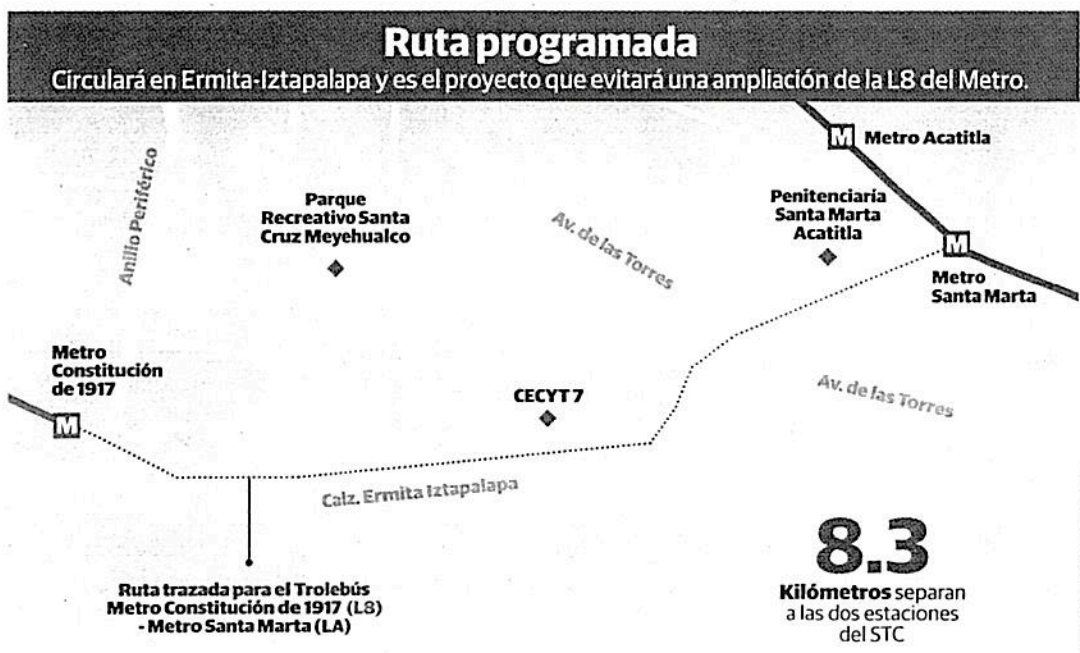 Ruta programada
Circulará en Ermita-Iztapalapa y es el proyecto que evitará una ampliación de la L8 del Metro.
M
Metro Acatitla
Anillo Periférico
Parque
Recreativo Santa
Cruz Meyehualco
Av. de las Torres
Penitenciaría
Santa Marta
Acatitla
M
Metro
Santa Marta
Metro
Constitución
de 1917
M
CECYT 7
Av. de las Torres
Calz. Ermita Iztapalapa
Ruta trazada para el Trolebús
Metro Constitución de 1917 (L8)
- Metro Santa Marta (LA)
8.3
Kilómetros separan
a las dos estaciones
del STC